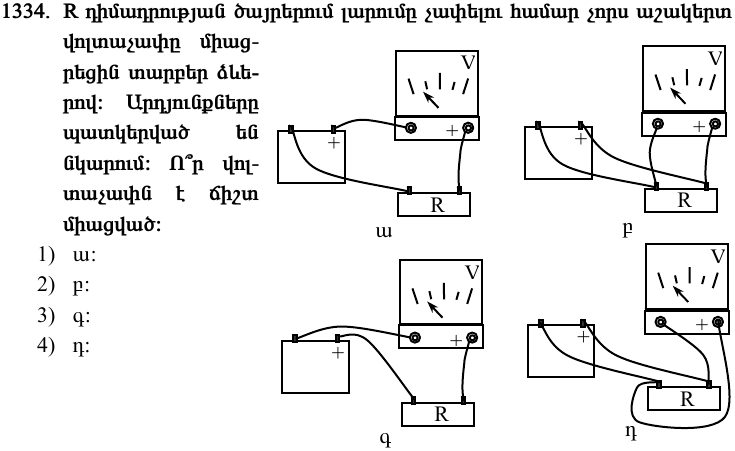 1334. R դիմադրության ծայրերում լարումը չափելու համար չորս աշակերտ
վոլտաչափը միաց-
րեցին տարբեր ձևե-
րով: Արդյունքները
պատկերված են
նկարում: Ո՞ր վոլ-
տաչափն է ճիշտ
միացված:
1) ա:
2) բ:
3) գ:
4) դ:
V
+
+
R
ա
V
+
+
R
բ
V
+
+
R
գ
V
+
+
R
դ